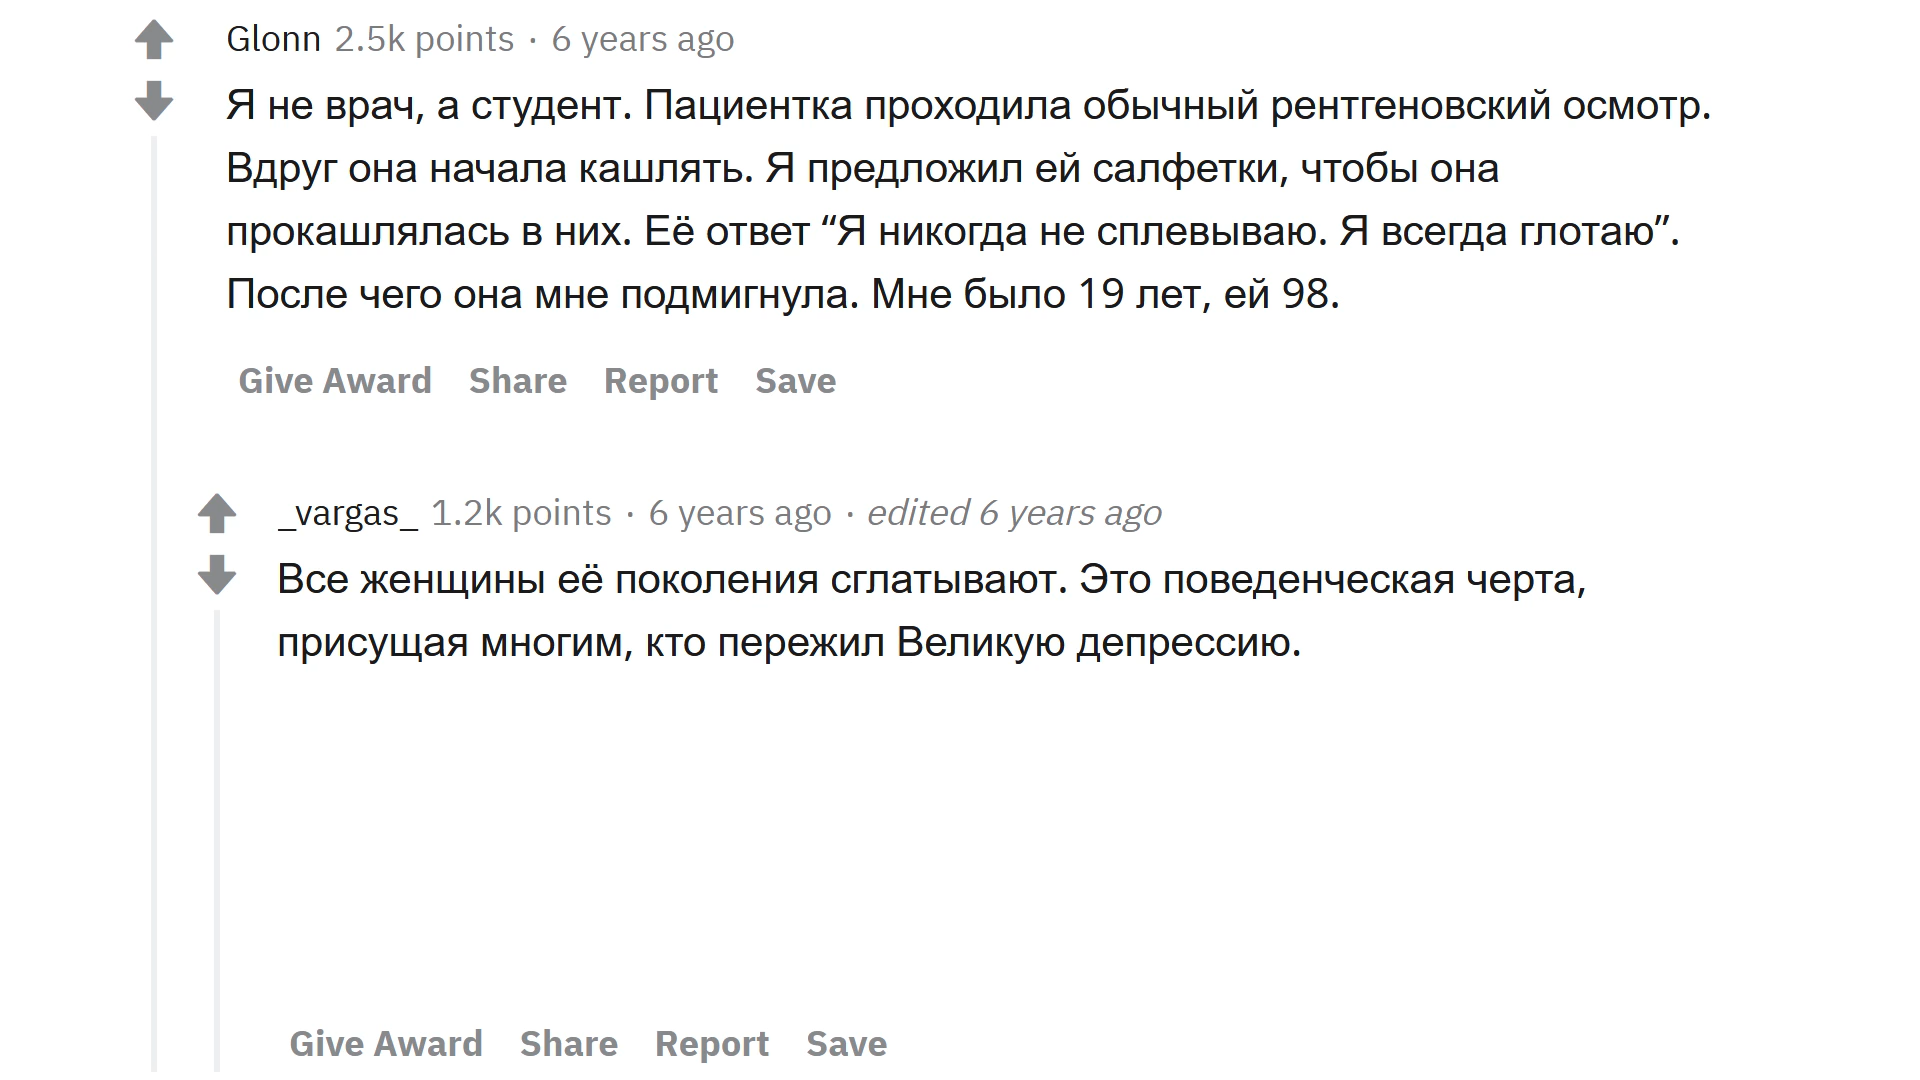 Glonn 2.5k points · 6 years ago
Я не врач, а студент. Пациентка проходила обычный рентгеновский осмотр.
Вдруг она начала кашлять. Я предложил ей салфетки, чтобы она
прокашлялась в них. Её ответ “Я никогда не сплевываю. Я всегда глотаю”.
После чего она мне подмигнула. Мне было 19 лет, ей 98.
Give Award Share Report Save
_vargas_ 1.2k points · 6 years ago · edited 6 years ago
Все женщины её поколения сглатывают. Это поведенческая черта,
присущая многим, кто пережил Великую депрессию.
Give Award Share Report Save